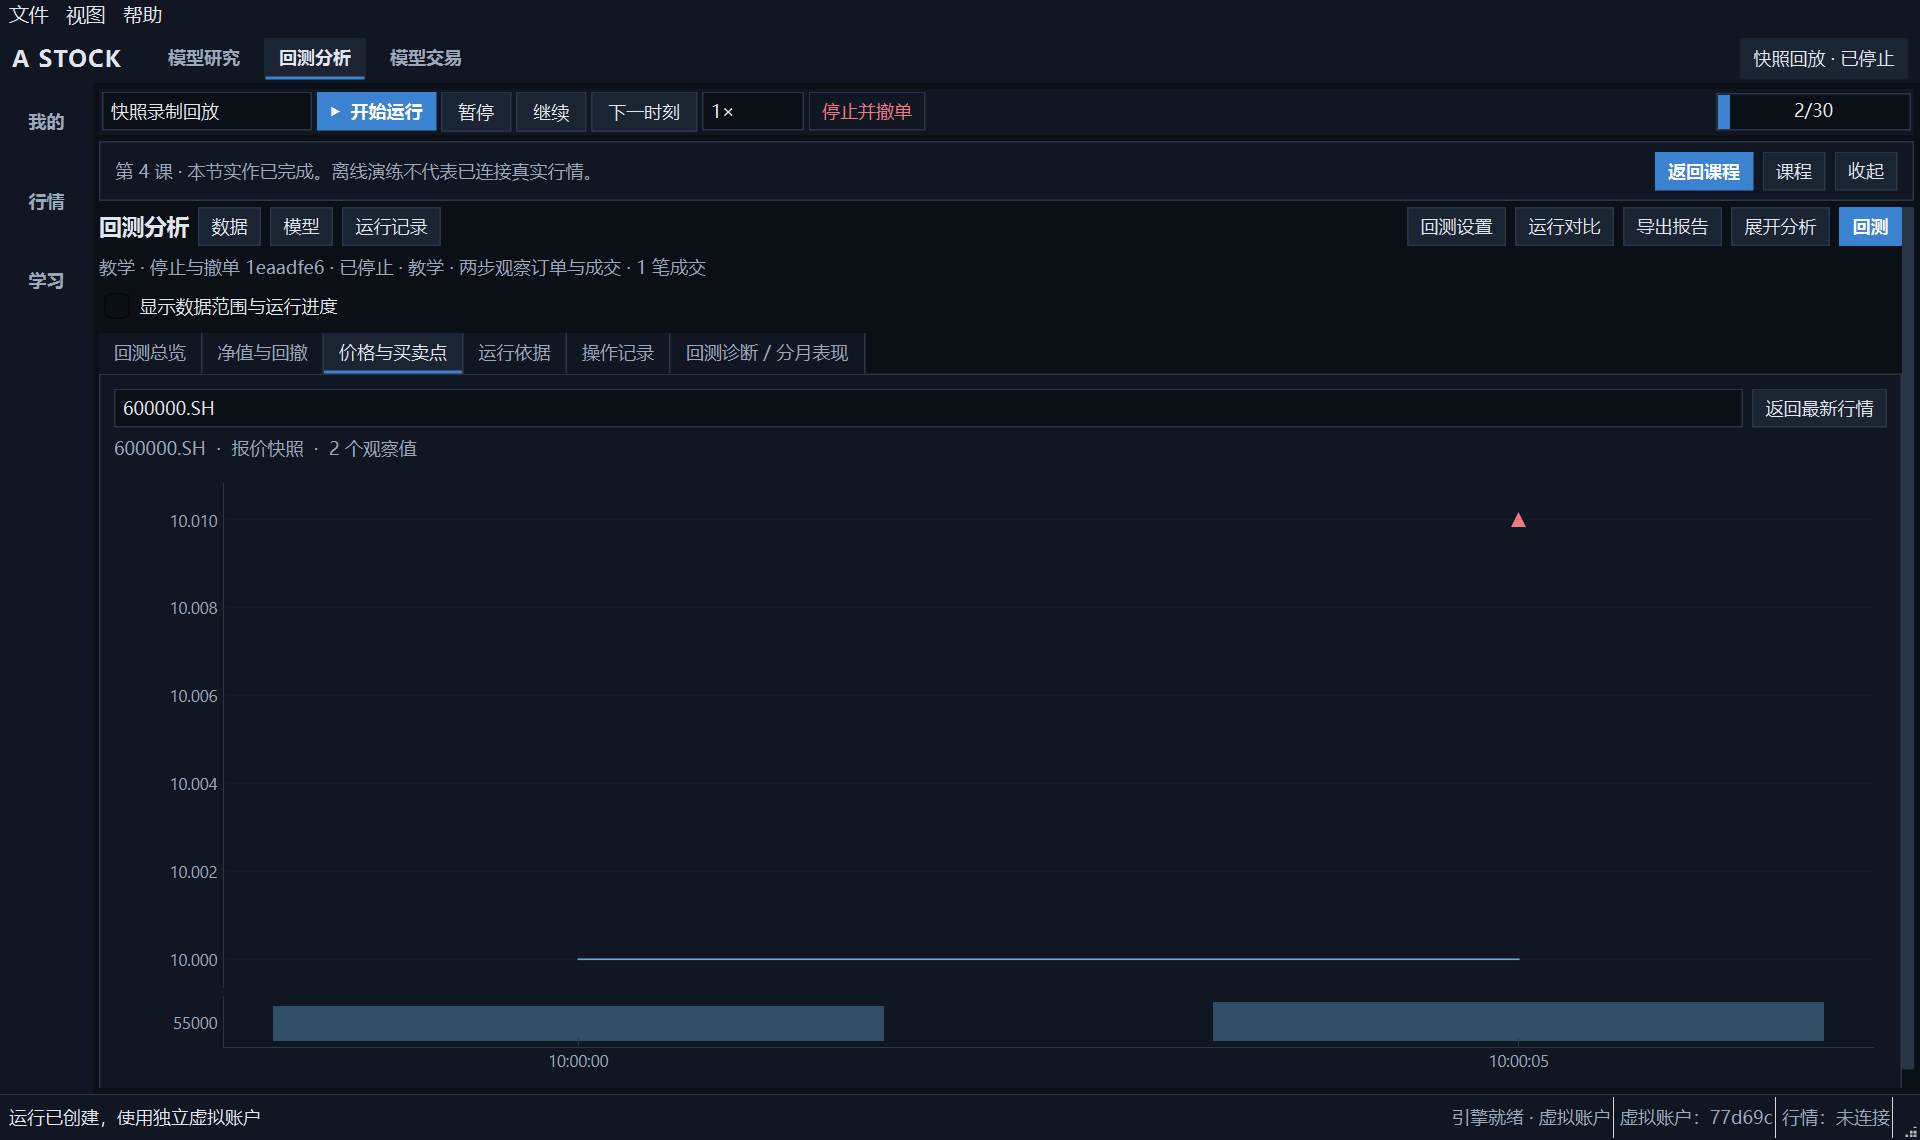 文件 视图 帮助
A STOCK 模型研究 回测分析 模型交易 快照回放 · 已停止
我的
行情
学习
快照录制回放 ▶ 开始运行 暂停 继续 下一时刻 1× 停止并撤单 2/30
第 4 课 · 本节实作已完成。离线演练不代表已连接真实行情。 返回课程 课程 收起
回测分析 数据 模型 运行记录 回测设置 运行对比 导出报告 展开分析 回测
教学 · 停止与撤单 1eaadfe6 · 已停止 · 教学 · 两步观察订单与成交 · 1 笔成交
显示数据范围与运行进度
回测总览 净值与回撤 价格与买卖点 运行依据 操作记录 回测诊断 / 分月表现
600000.SH 返回最新行情
600000.SH · 报价快照 · 2 个观察值
10.010
10.008
10.006
10.004
10.002
10.000
55000
10:00:00 10:00:05
运行已创建，使用独立虚拟账户 引擎就绪 · 虚拟账户 虚拟账户：77d69c 行情：未连接